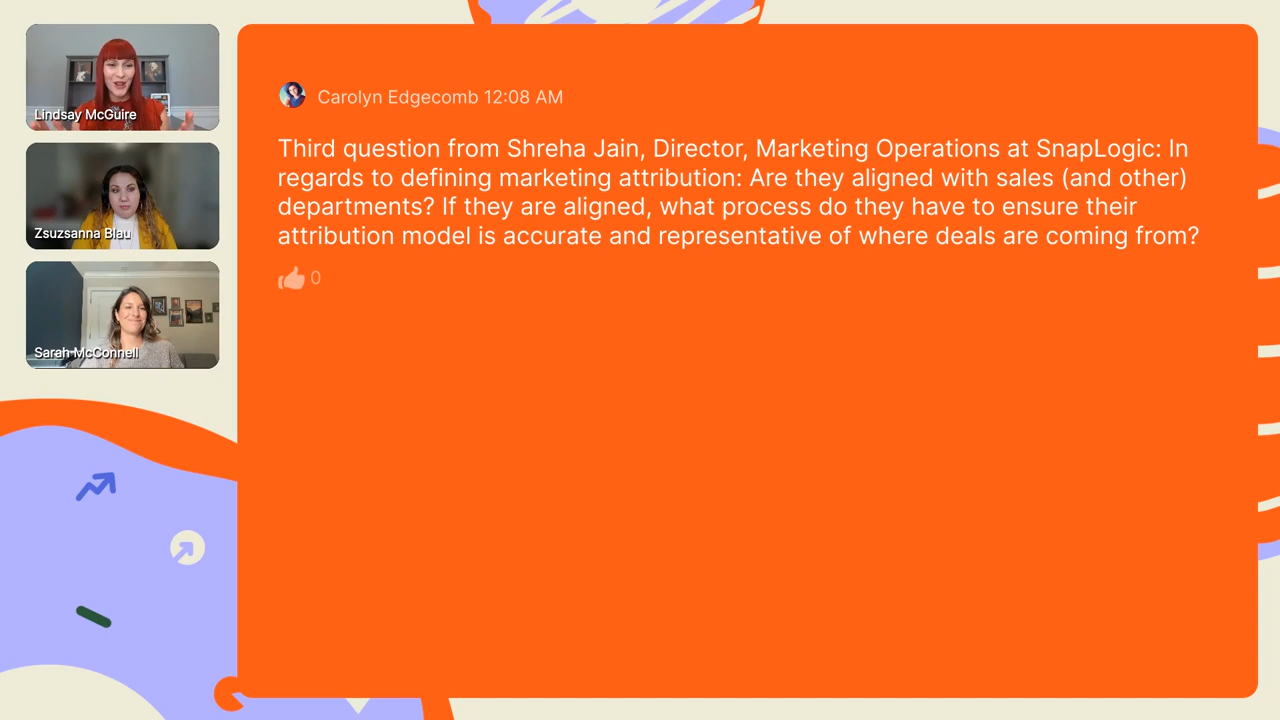 Lindsay McGuire
Zsuzsanna Blau
Sarah McConnell
Carolyn Edgecomb 12:08 AM
Third question from Shreha Jain, Director, Marketing Operations at SnapLogic: In
regards to defining marketing attribution: Are they aligned with sales (and other)
departments? If they are aligned, what process do they have to ensure their
attribution model is accurate and representative of where deals are coming from?
0